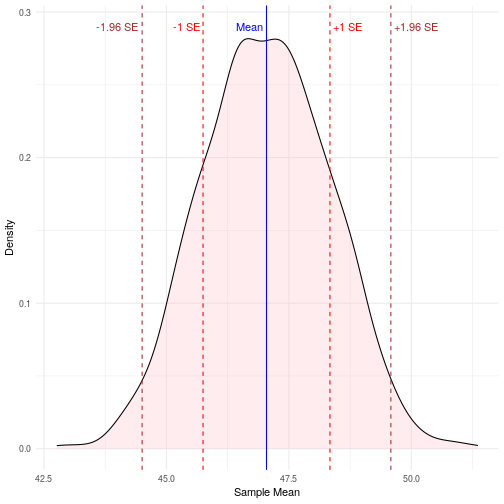 -1.96 SE
-1 SE
Mean
+1 SE
+1.96 SE
0.3
0.2
0.1
0.0
Density
42.5
45.0
47.5
50.0
Sample Mean